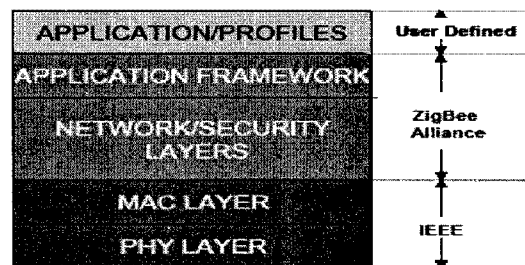 APPLICATION/PROFILES
User Defined
APPLICATION FRAMEWORK
NETWORK/SECURITY
LAYERS
ZigBee
Alliance
MAC LAYER
PHY LAYER
IEEE